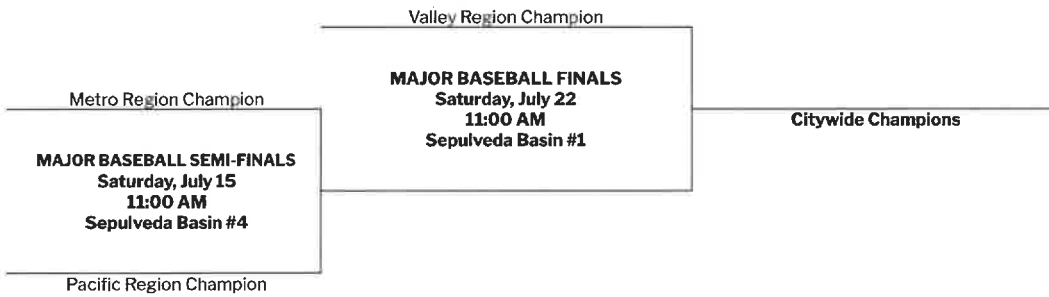 Valley Region Champion
MAJOR BASEBALL FINALS
Saturday, July 22
11:00 AM
Sepulveda Basin #1
Metro Region Champion
Citywide Champions
MAJOR BASEBALL SEMI-FINALS
Saturday, July 15
11:00 AM
Sepulveda Basin #4
Pacific Region Champion